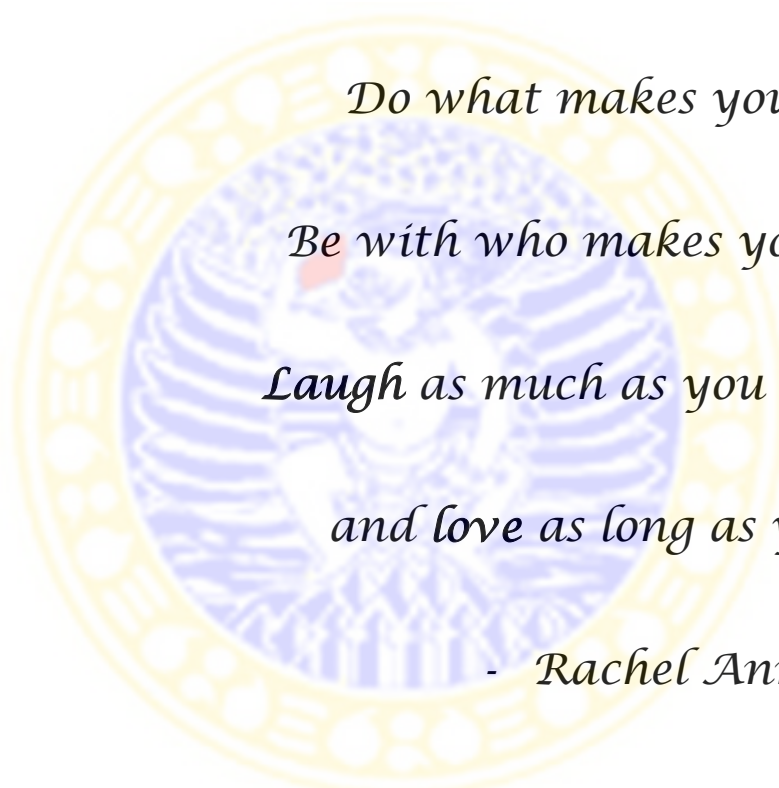 Do what makes you
Be with who makes yo
Laugh as much as you
and love as long as y
- Rachel Ann